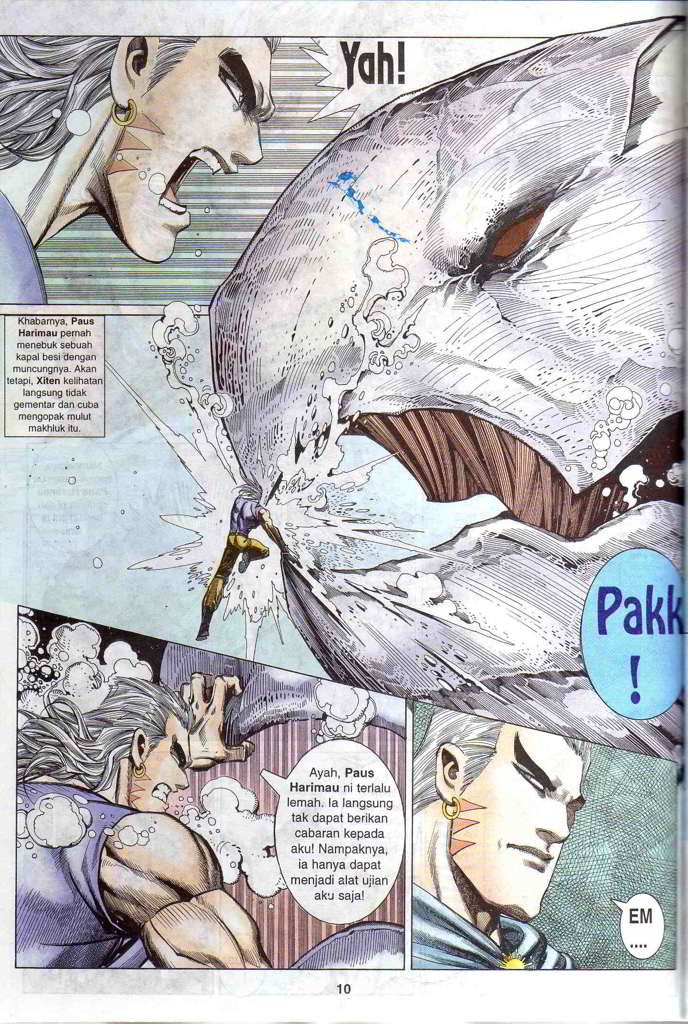 Yah!
Khabarnya, Paus
Harimau pernah
menebuk sebuah
kapal besi dengan
muncungnya. Akan
tetapi, Xiten kelihatan
langsung tidak
gementar dan cuba
mengopak mulut
makhluk itu.
Pakk
!
Ayah, Paus
Harimau ni terlalu
lemah. Ia langsung
tak dapat berikan
cabaran kepada
aku! Nampaknya,
ia hanya dapat
menjadi alat ujian
aku saja!
EM
....
10